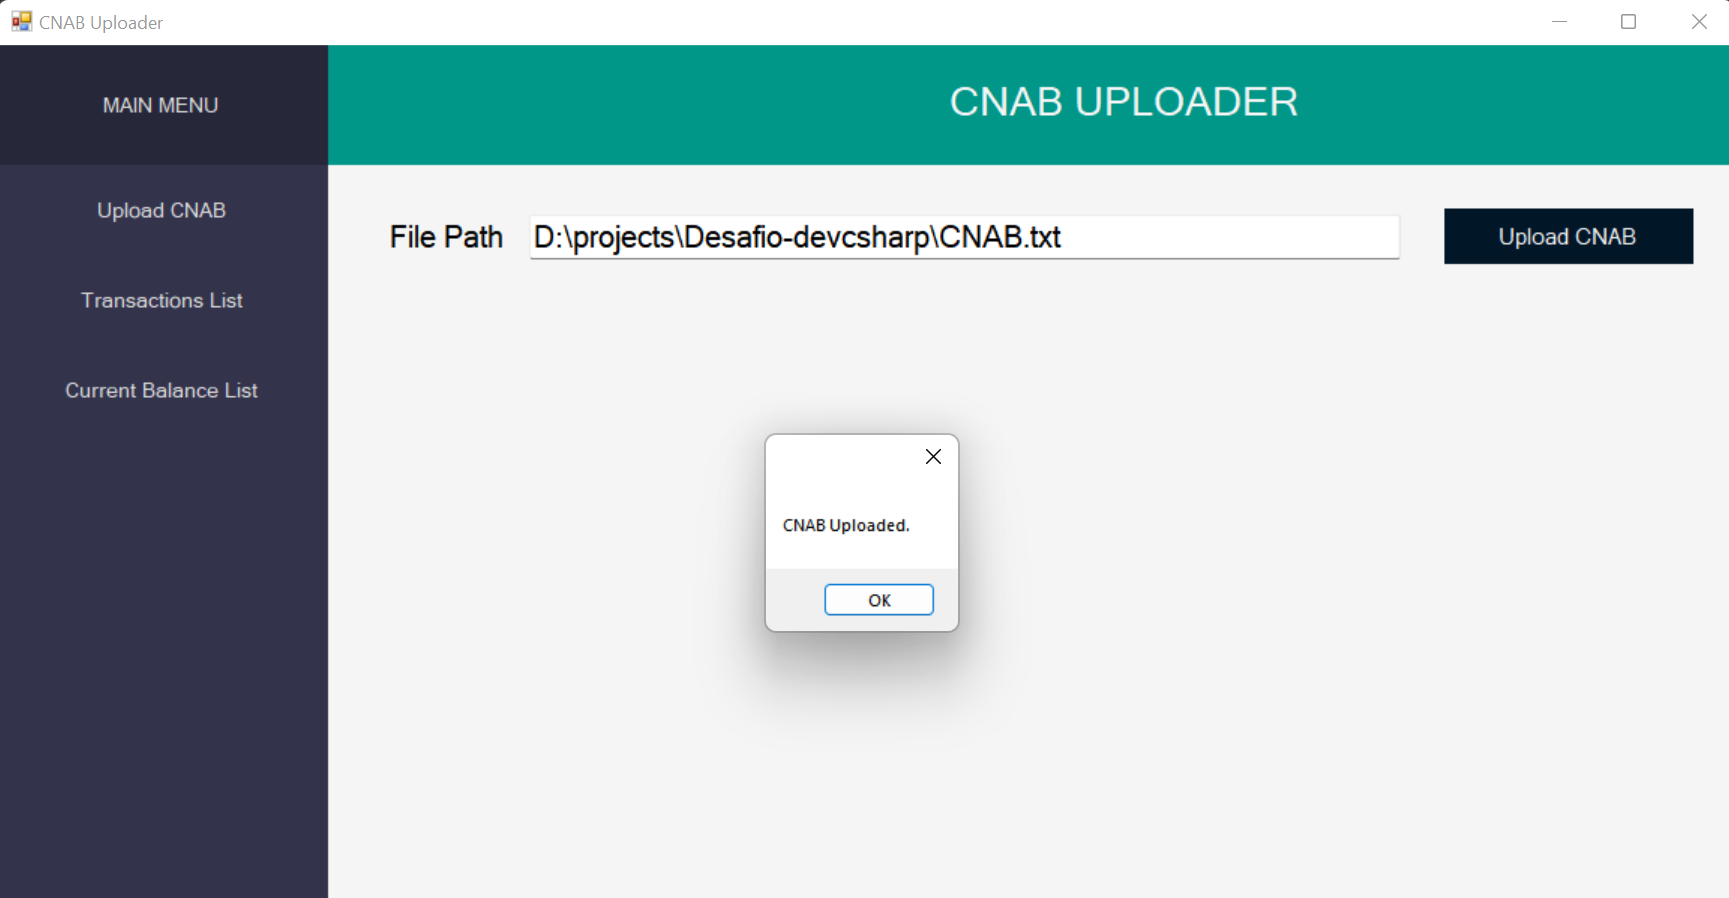 CNAB Uploader
MAIN MENU
CNAB UPLOADER
Upload CNAB
Transactions List
Current Balance List
File Path
D:\projects\Desafio-devcsharp\CNAB.txt
Upload CNAB
CNAB Uploaded.
OK